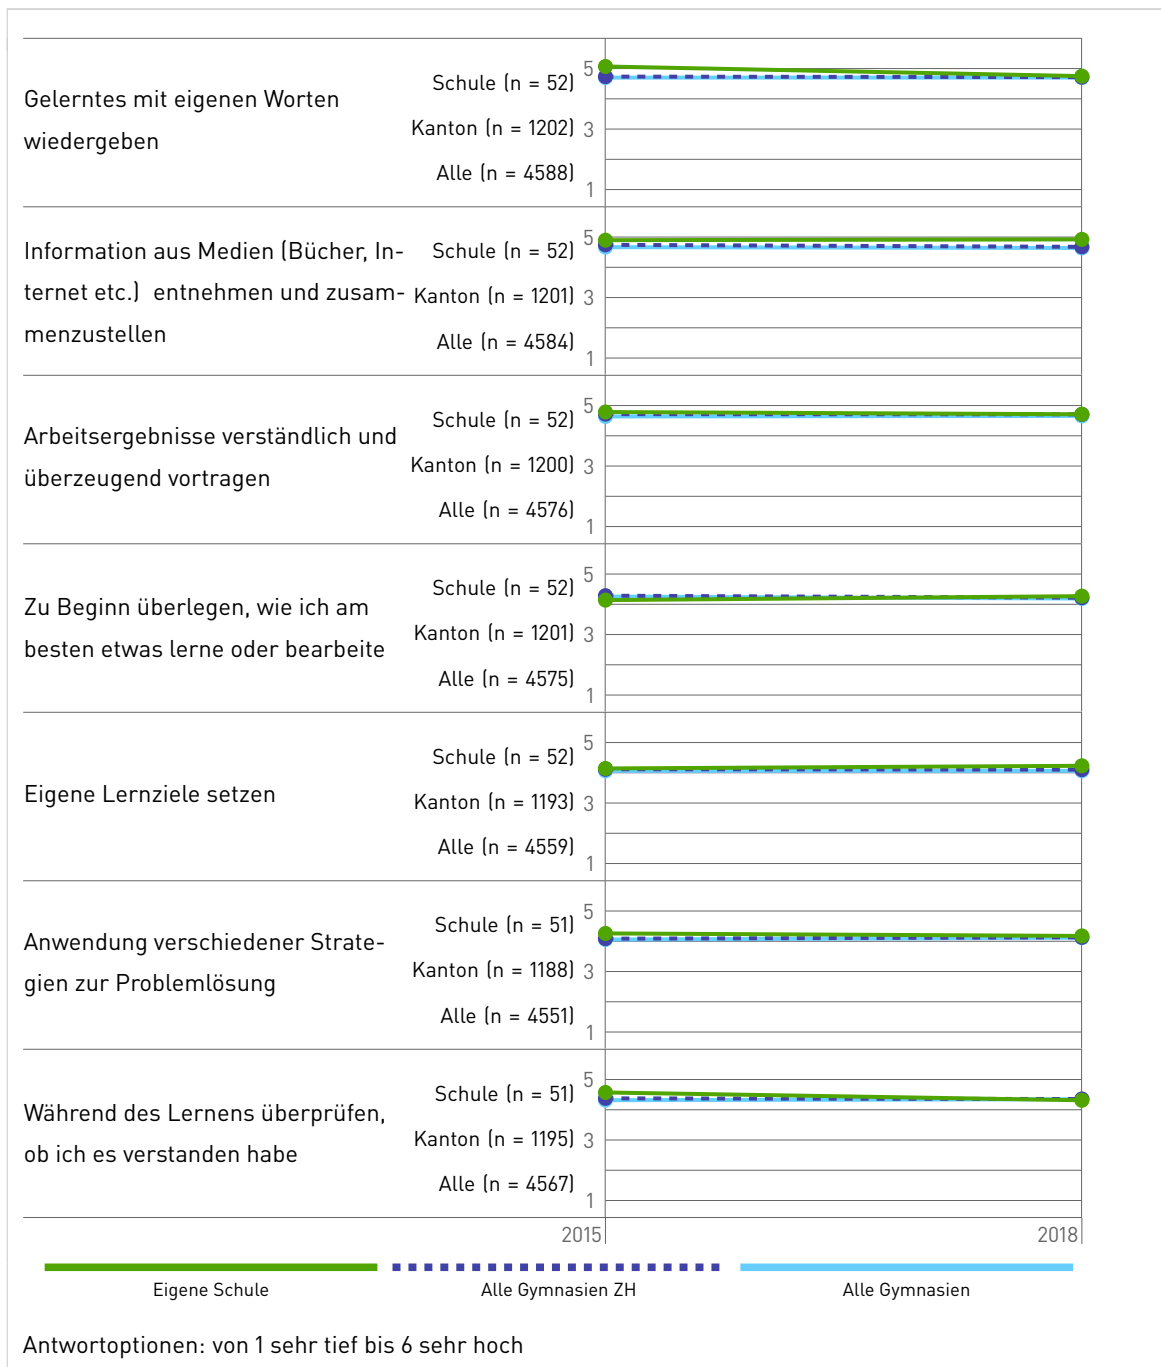 Gelerntes mit eigenen Worten
wiedergeben
Schule (n = 52)
Kanton (n = 1202)
Alle (n = 4588)
5
3
1
Information aus Medien (Bücher, In-
ternet etc.) entnehmen und zusam-
menzustellen
Schule (n = 52)
Kanton (n = 1201)
Alle (n = 4584)
5
3
1
Arbeitsergebnisse verständlich und
überzeugend vortragen
Schule (n = 52)
Kanton (n = 1200)
Alle (n = 4576)
5
3
1
Zu Beginn überlegen, wie ich am
besten etwas lerne oder bearbeite
Schule (n = 52)
Kanton (n = 1201)
Alle (n = 4575)
5
3
1
Eigene Lernziele setzen
Schule (n = 52)
Kanton (n = 1193)
Alle (n = 4559)
5
3
1
Anwendung verschiedener Strate-
gien zur Problemlösung
Schule (n = 51)
Kanton (n = 1188)
Alle (n = 4551)
5
3
1
Während des Lernens überprüfen,
ob ich es verstanden habe
Schule (n = 51)
Kanton (n = 1195)
Alle (n = 4567)
5
3
1
2015 2018
Eigene Schule Alle Gymnasien ZH Alle Gymnasien
Antwortoptionen: von 1 sehr tief bis 6 sehr hoch